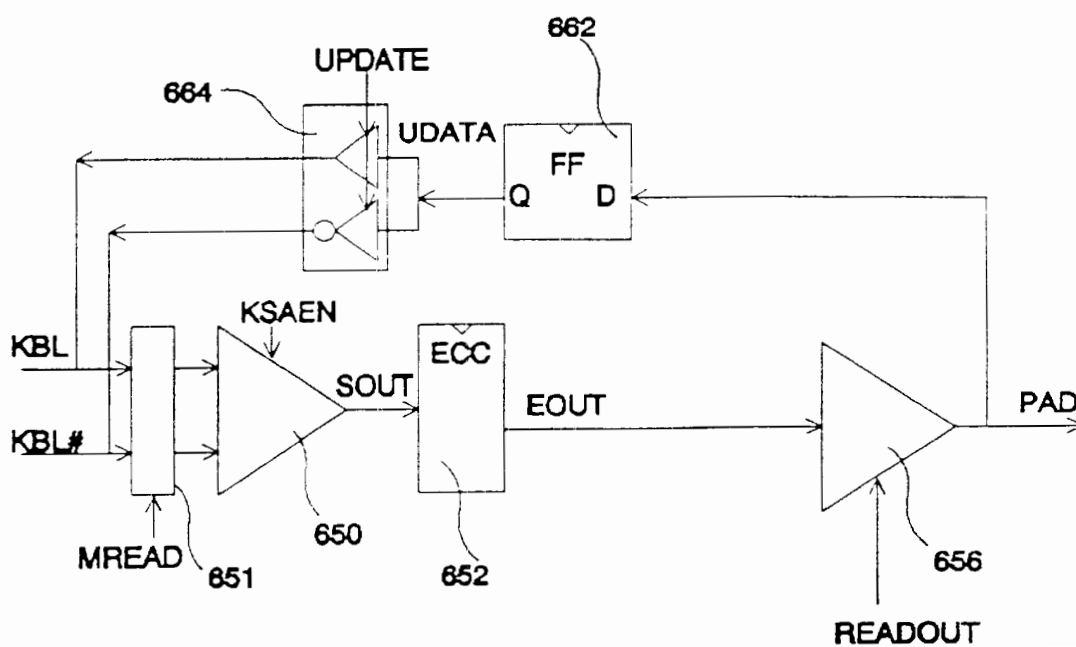 662
UPDATE
664
UDATA
FF
Q D
KSAEN
KBL
ECC
SOUT
EOUT
PAD
KBL#
650
MREAD
651
652
656
READOUT